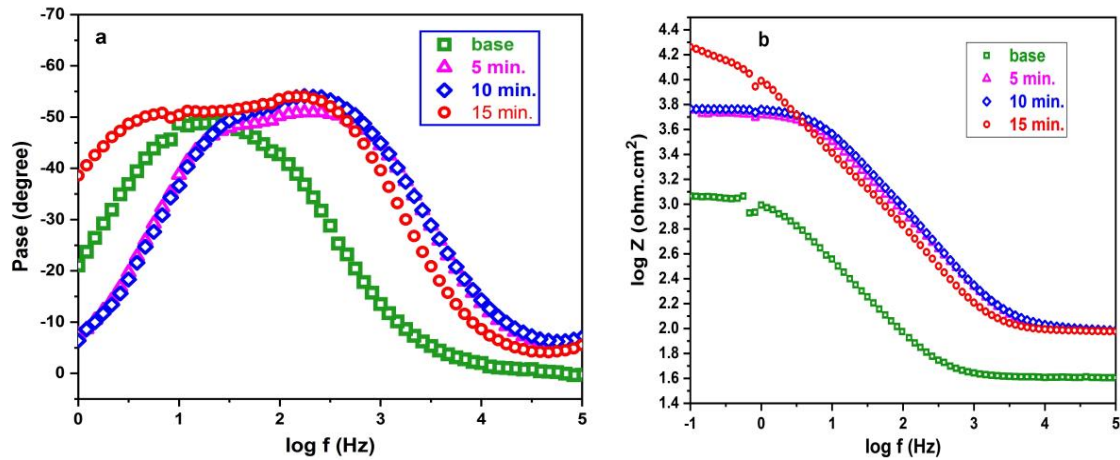 a
base
5 min.
10 min.
15 min.
Pase (degree)
-70
-60
-50
-40
-30
-20
-10
0
0
1
2
3
4
5
log f (Hz)
b
base
5 min.
10 min.
15 min.
log Z (ohm.cm2)
4.4
4.2
4.0
3.8
3.6
3.4
3.2
3.0
2.8
2.6
2.4
2.2
2.0
1.8
1.6
1.4
-1
0
1
2
3
4
5
log f (Hz)